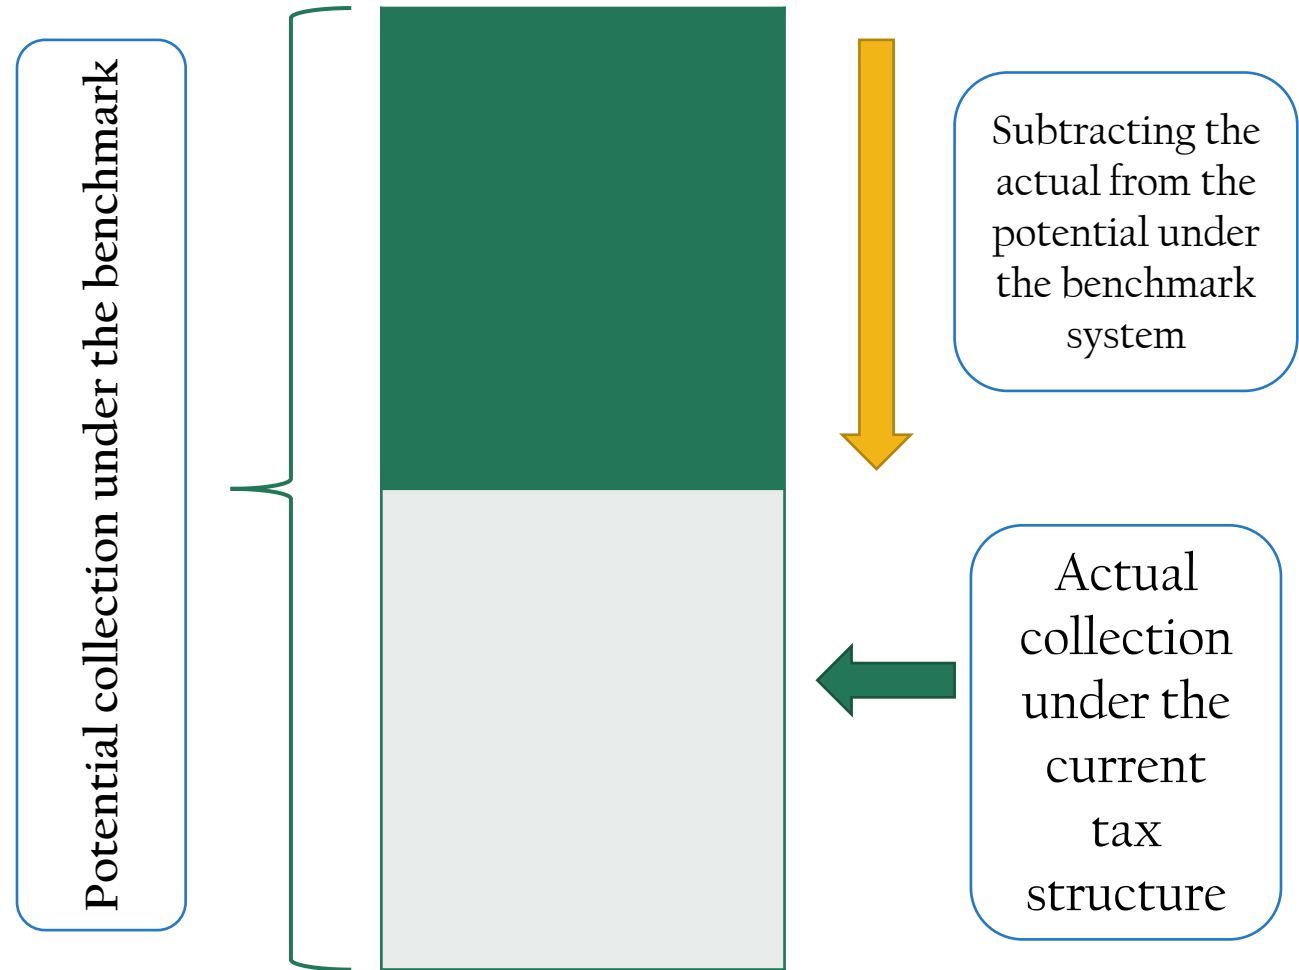 Potential collection under the benchmark
Subtracting the
actual from the
potential under
the benchmark
system
Actual
collection
under the
current
tax
structure